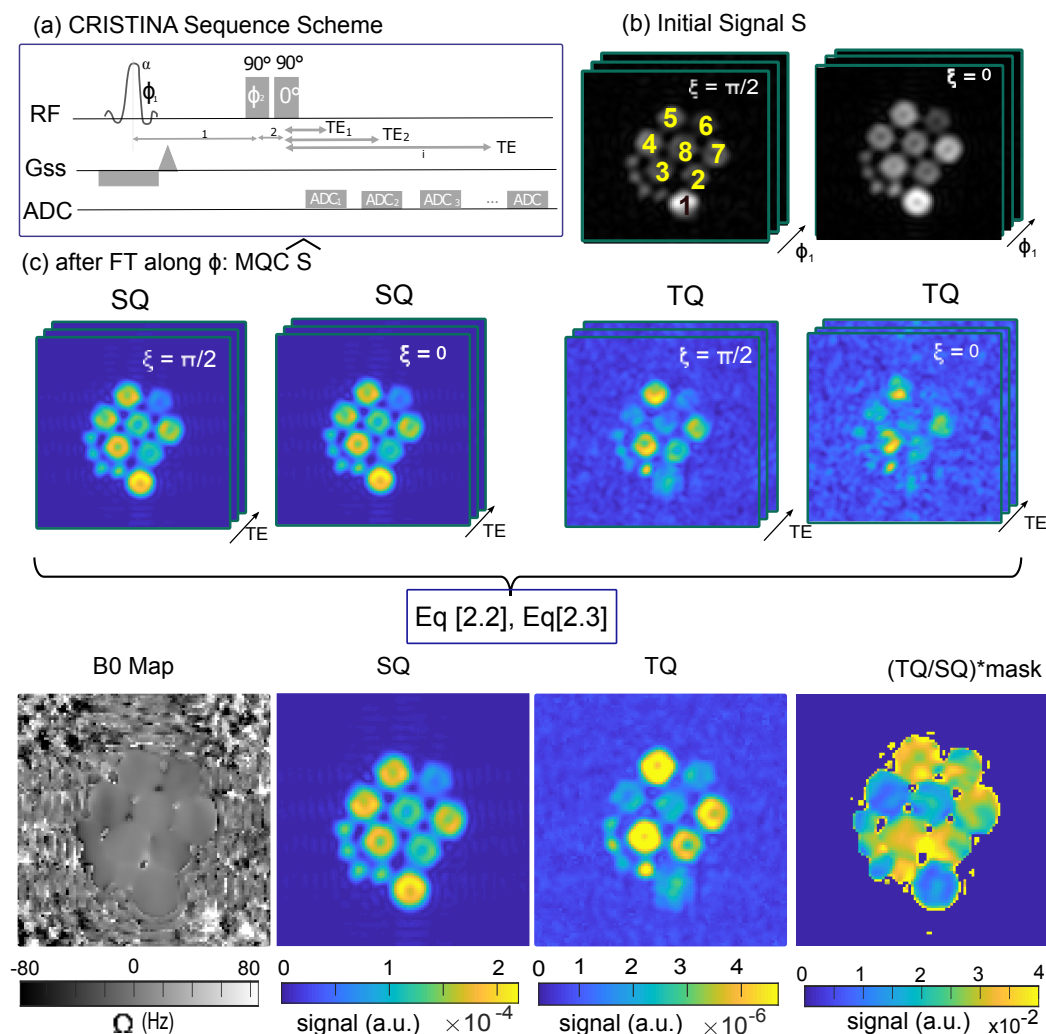 (a) CRISTINA Sequence Scheme
(b) Initial Signal S
α
90° 90°
ϕ1
ϕ2 0°
RF
TE1
1 2
TE2
i TE
Gss
ADC1 ADC2 ADC3 ... ADC
ADC
ξ = π/2
ξ = 0
5 6
4 8 7
3 2
1
ϕ1
ϕ1
(c) after FT along ϕ: MQC Ŝ
SQ SQ TQ TQ
ξ = π/2 ξ = 0 ξ = π/2 ξ = 0
TE TE TE TE
Eq [2.2], Eq[2.3]
B0 Map SQ TQ (TQ/SQ)*mask
-80 0 80
Ω (Hz)
0 1 2
signal (a.u.) ×10⁻⁴
0 1 2 3 4
signal (a.u.) ×10⁻⁶
0 1 2 3 4
signal (a.u.) x10⁻²